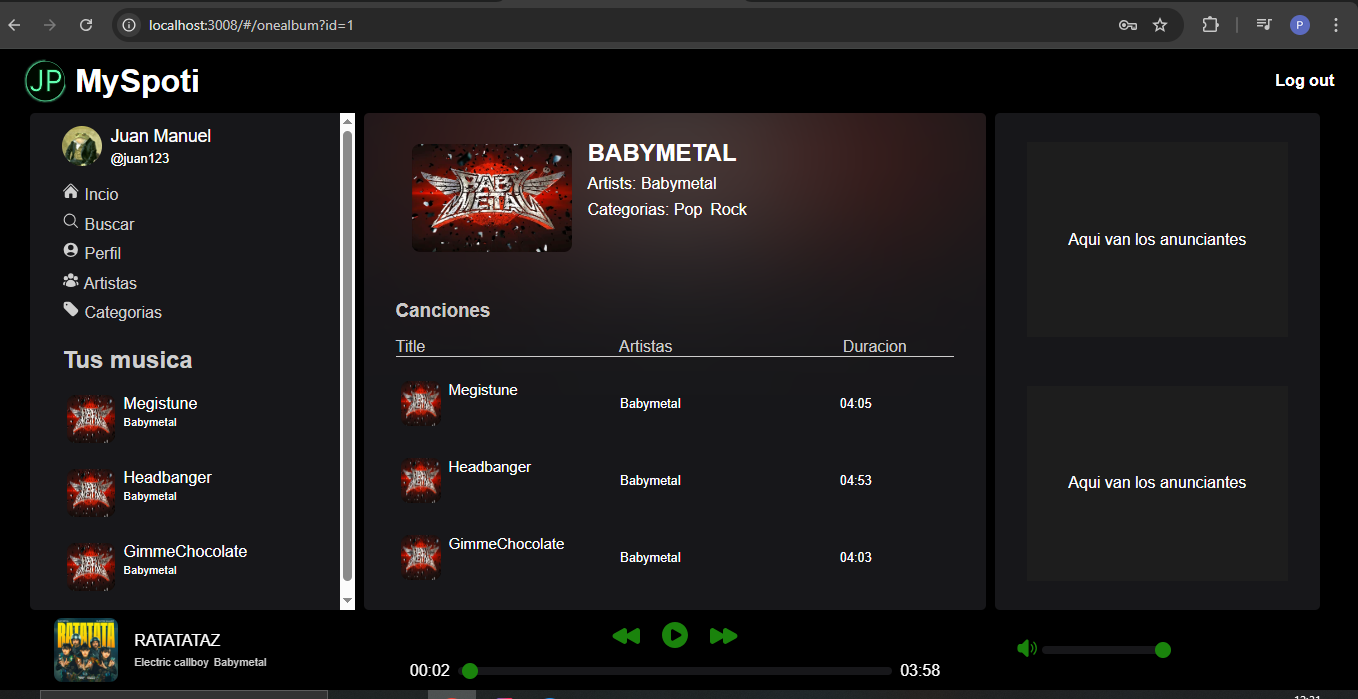 localhost:3008/#/onealbum?id=1
P
JP MySpoti
Log out
Juan Manuel
@juan123
Incio
Buscar
Perfil
Artistas
Categorias
Tus musica
Megistune
Babymetal
Headbanger
Babymetal
GimmeChocolate
Babymetal
BABY
METAL
BABYMETAL
Artists: Babymetal
Categorias: Pop Rock
Canciones
Title Artistas Duracion
Megistune
Babymetal 04:05
Headbanger
Babymetal 04:53
GimmeChocolate
Babymetal 04:03
Aqui van los anunciantes
Aqui van los anunciantes
RATATATA
RATATATAZ
Electric callboy Babymetal
00:02 03:58